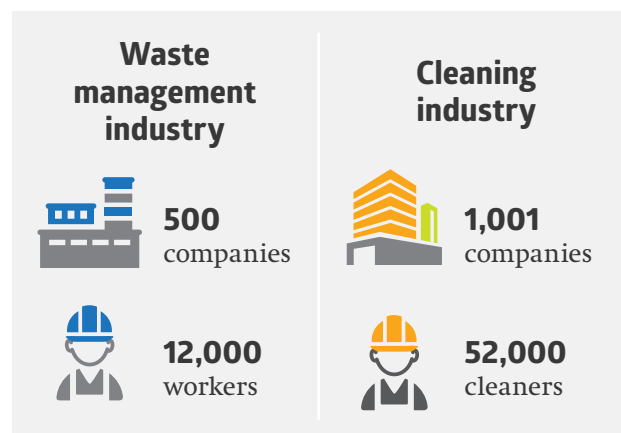 Waste
management
industry
500
companies
12,000
workers
Cleaning
industry
1,001
companies
52,000
cleaners